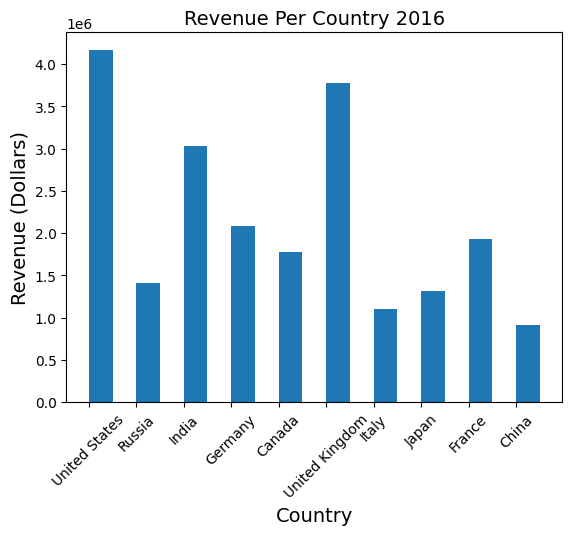 Revenue Per Country 2016
1e6
4.0
3.5
3.0
2.5
2.0
1.5
1.0
0.5
0.0
Revenue (Dollars)
United States
Russia
India
Germany
Canada
United Kingdom
Italy
Japan
France
China
Country